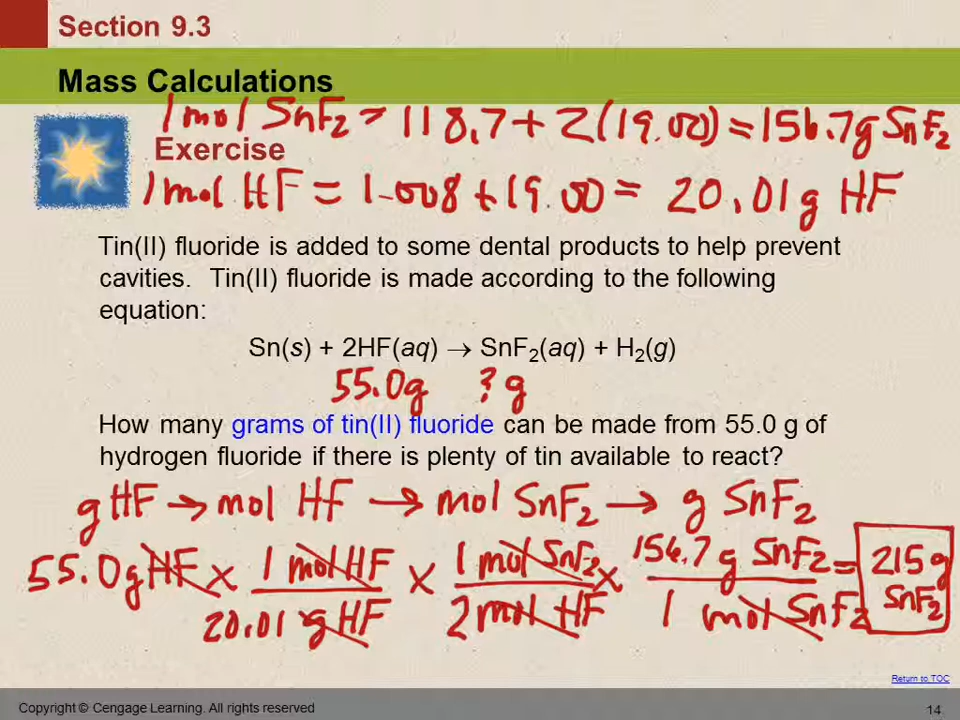 Section 9.3
Mass Calculations
1 mol SnF₂ = 118.7 + 2(19.00) = 156.7g SnF₂
Exercise
1 mol HF = 1.008 + 19.00 = 20.01g HF
Tin(II) fluoride is added to some dental products to help prevent
cavities. Tin(II) fluoride is made according to the following
equation:
Sn(s) + 2HF(aq) → SnF₂(aq) + H₂(g)
55.0g ? g
How many grams of tin(II) fluoride can be made from 55.0 g of
hydrogen fluoride if there is plenty of tin available to react?
g HF → mol HF → mol SnF₂ → g SnF₂
55.0g HF × 1 mol HF / 20.01 g HF × 1 mol SnF₂ / 2 mol HF × 156.7 g SnF₂ / 1 mol SnF₂ = 215g SnF₂
Return to TOC
Copyright © Cengage Learning. All rights reserved 14